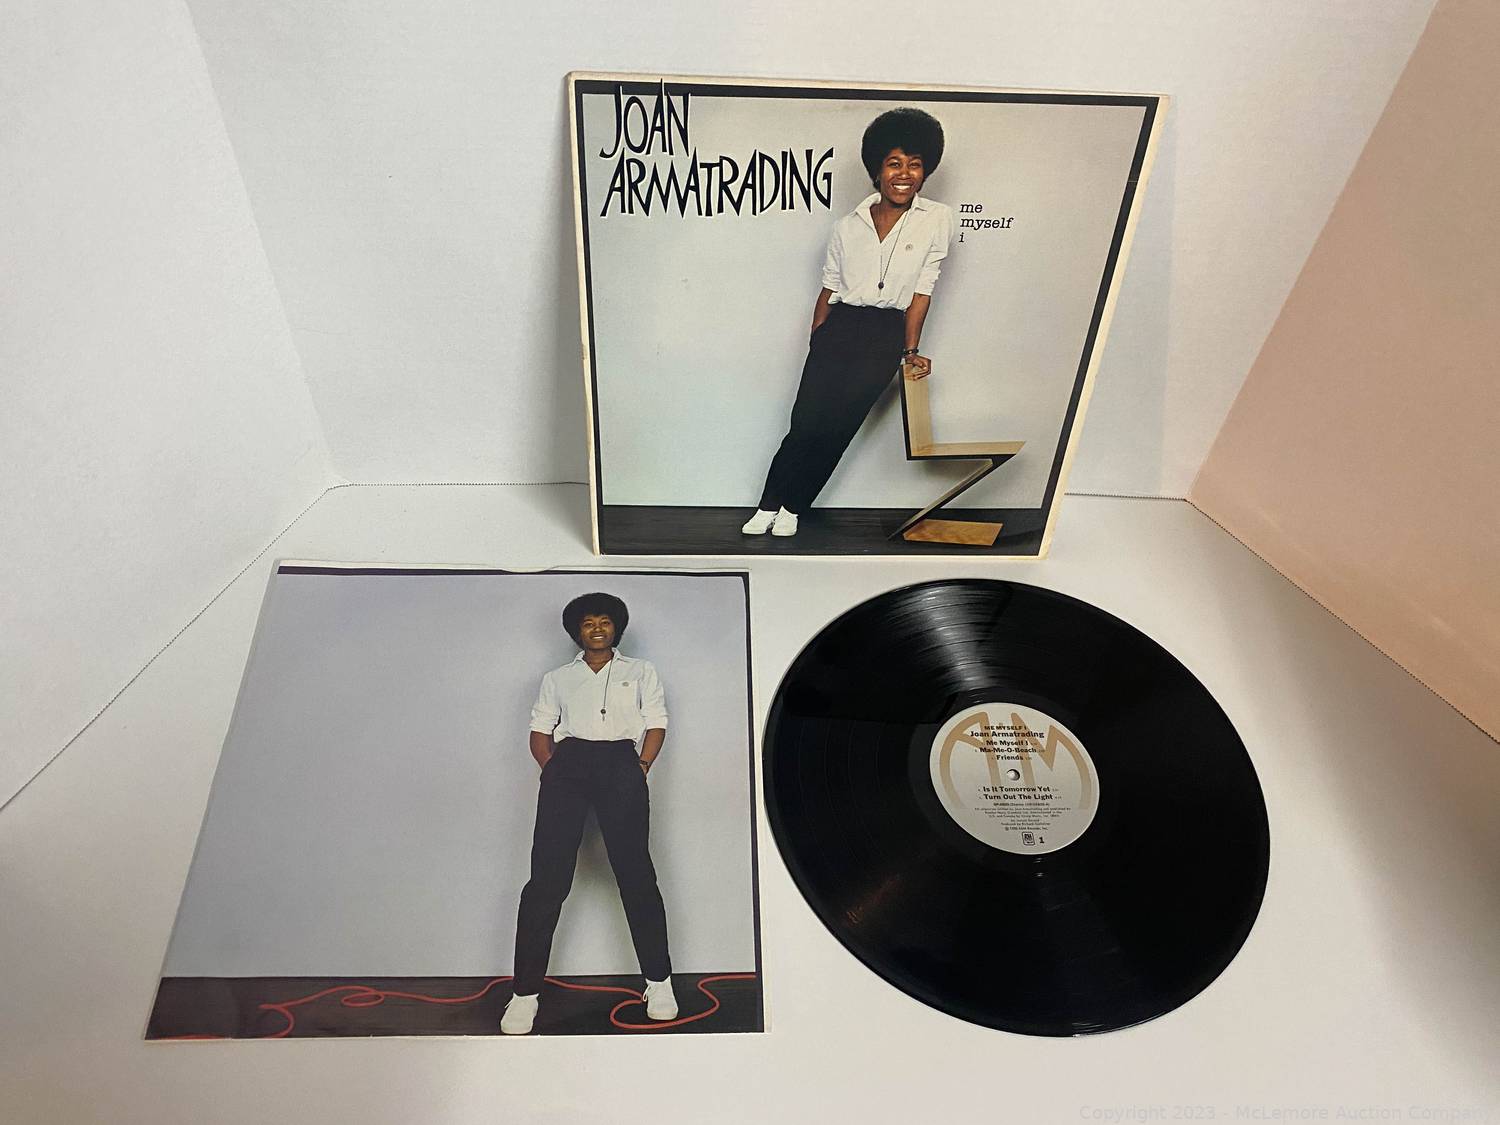 JOAN
ARMATRADING
me
myself
i
A&M
ME MYSELF I
Joan Armatrading
Me Myself I
Ma-Me-O-Beach
Friends
Is It Tomorrow Yet
Turn Out The Light
1
Copyright 2023 - McLemore Auction Company